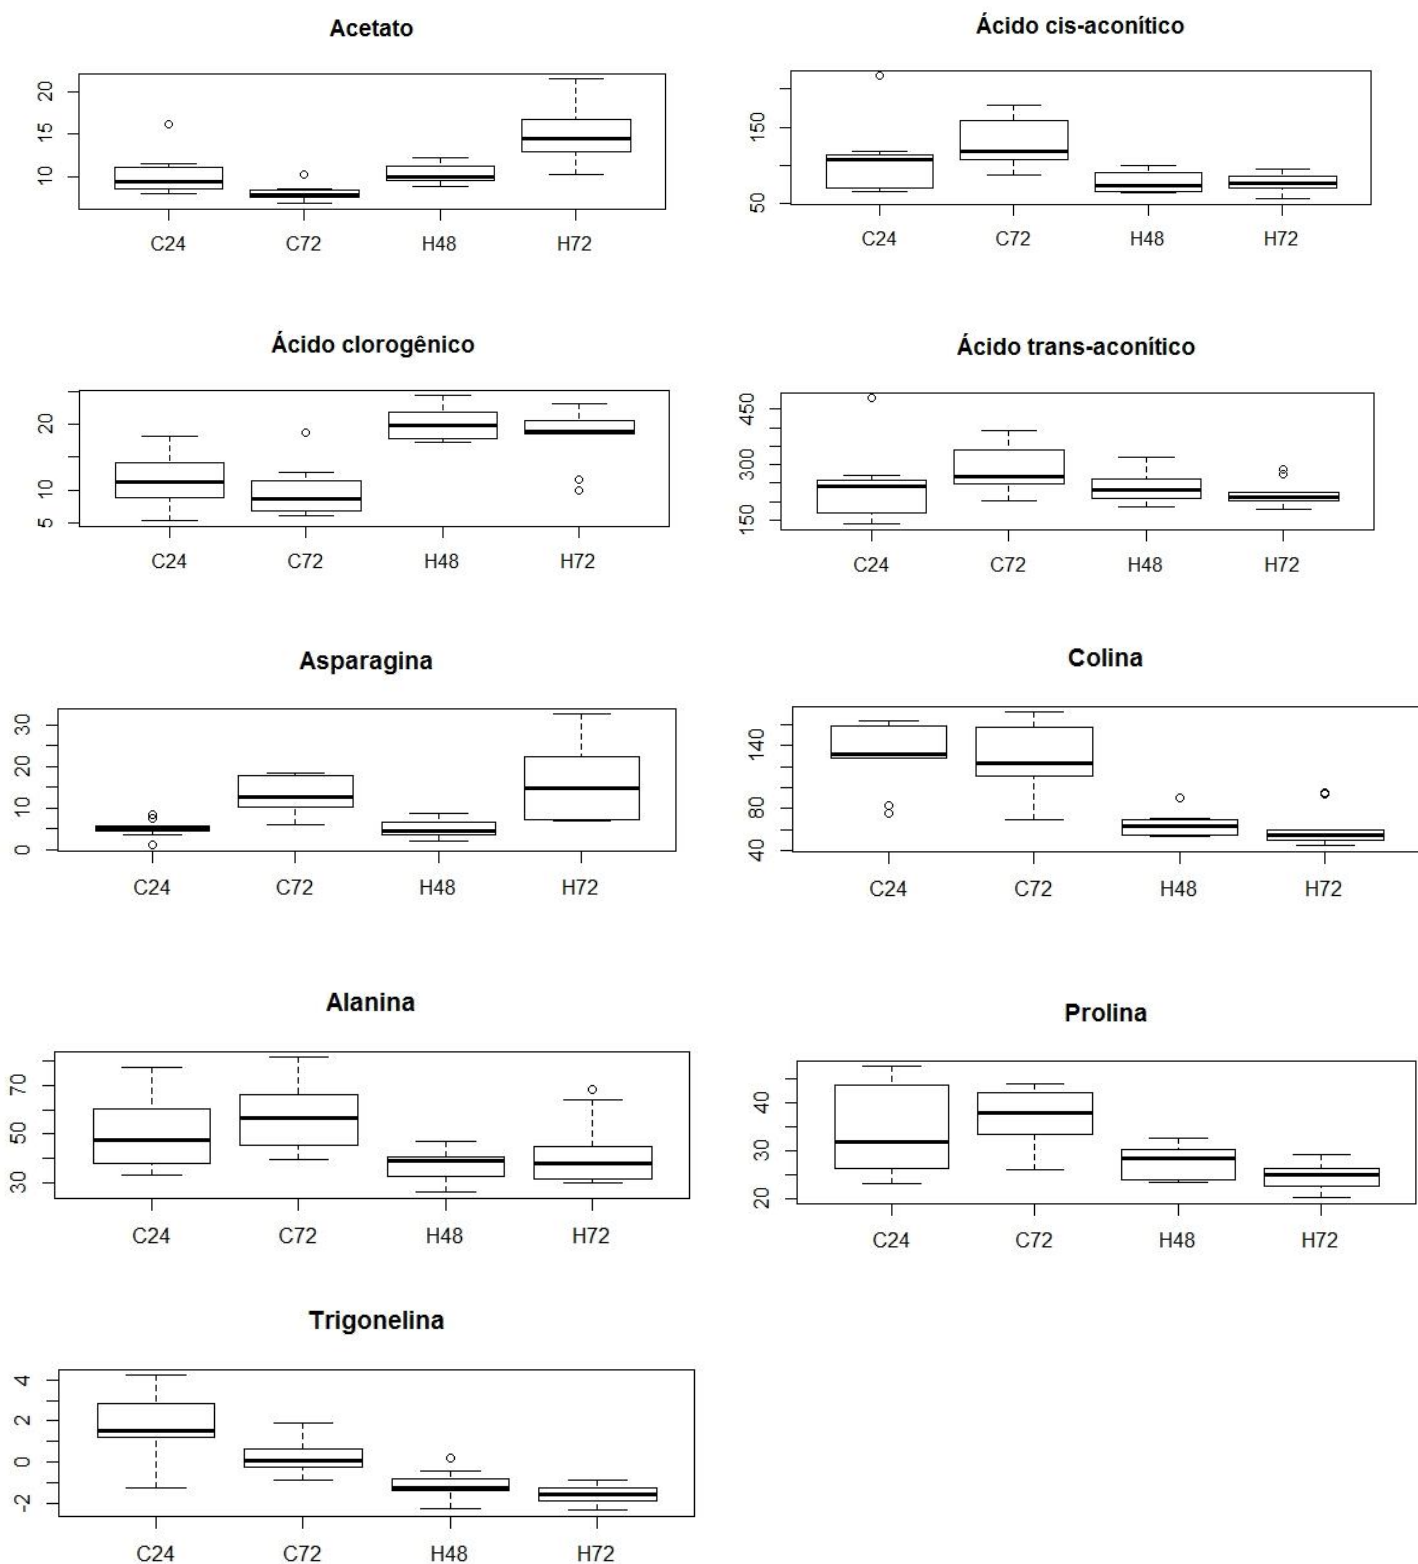 Acetato
20
15
10
C24 C72 H48 H72
Ácido cis-aconítico
150
50
C24 C72 H48 H72
Ácido clorogênico
20
10
5
C24 C72 H48 H72
Ácido trans-aconítico
450
300
150
C24 C72 H48 H72
Asparagina
30
20
10
0
C24 C72 H48 H72
Colina
140
80
40
C24 C72 H48 H72
Alanina
70
50
30
C24 C72 H48 H72
Prolina
40
30
20
C24 C72 H48 H72
Trigonelina
4
2
0
-2
C24 C72 H48 H72